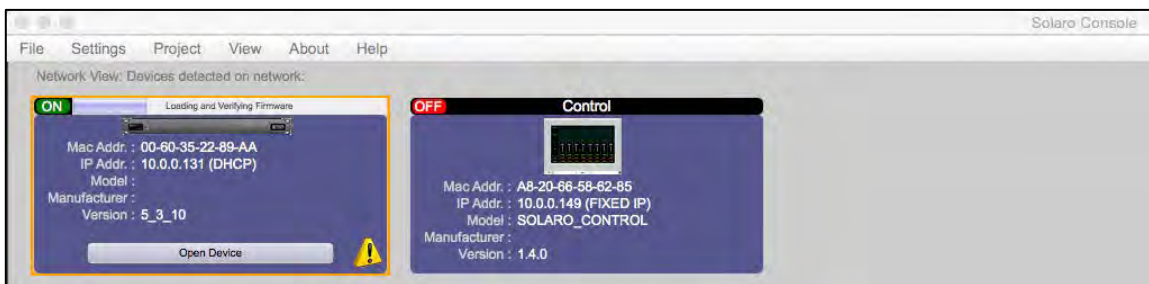 Solaro Console
File Settings Project View About Help
Network View: Devices detected on network:
ON Loading and Verifying Firmware
Mac Addr. : 00-60-35-22-89-AA
IP Addr. : 10.0.0.131 (DHCP)
Model :
Manufacturer :
Version : 5_3_10
Open Device
OFF Control
Mac Addr. : A8-20-66-58-62-85
IP Addr. : 10.0.0.149 (FIXED IP)
Model : SOLARO_CONTROL
Manufacturer :
Version : 1.4.0